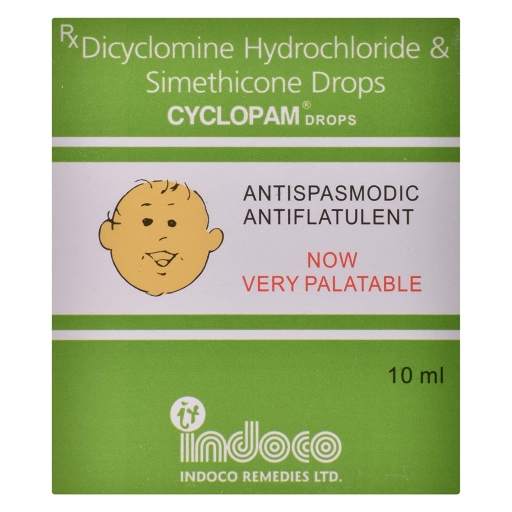 Rx Dicyclomine Hydrochloride &
Simethicone Drops
CYCLOPAM® DROPS
ANTISPASMODIC
ANTIFLATULENT
NOW
VERY PALATABLE
10 ml
indoco
INDOCO REMEDIES LTD.